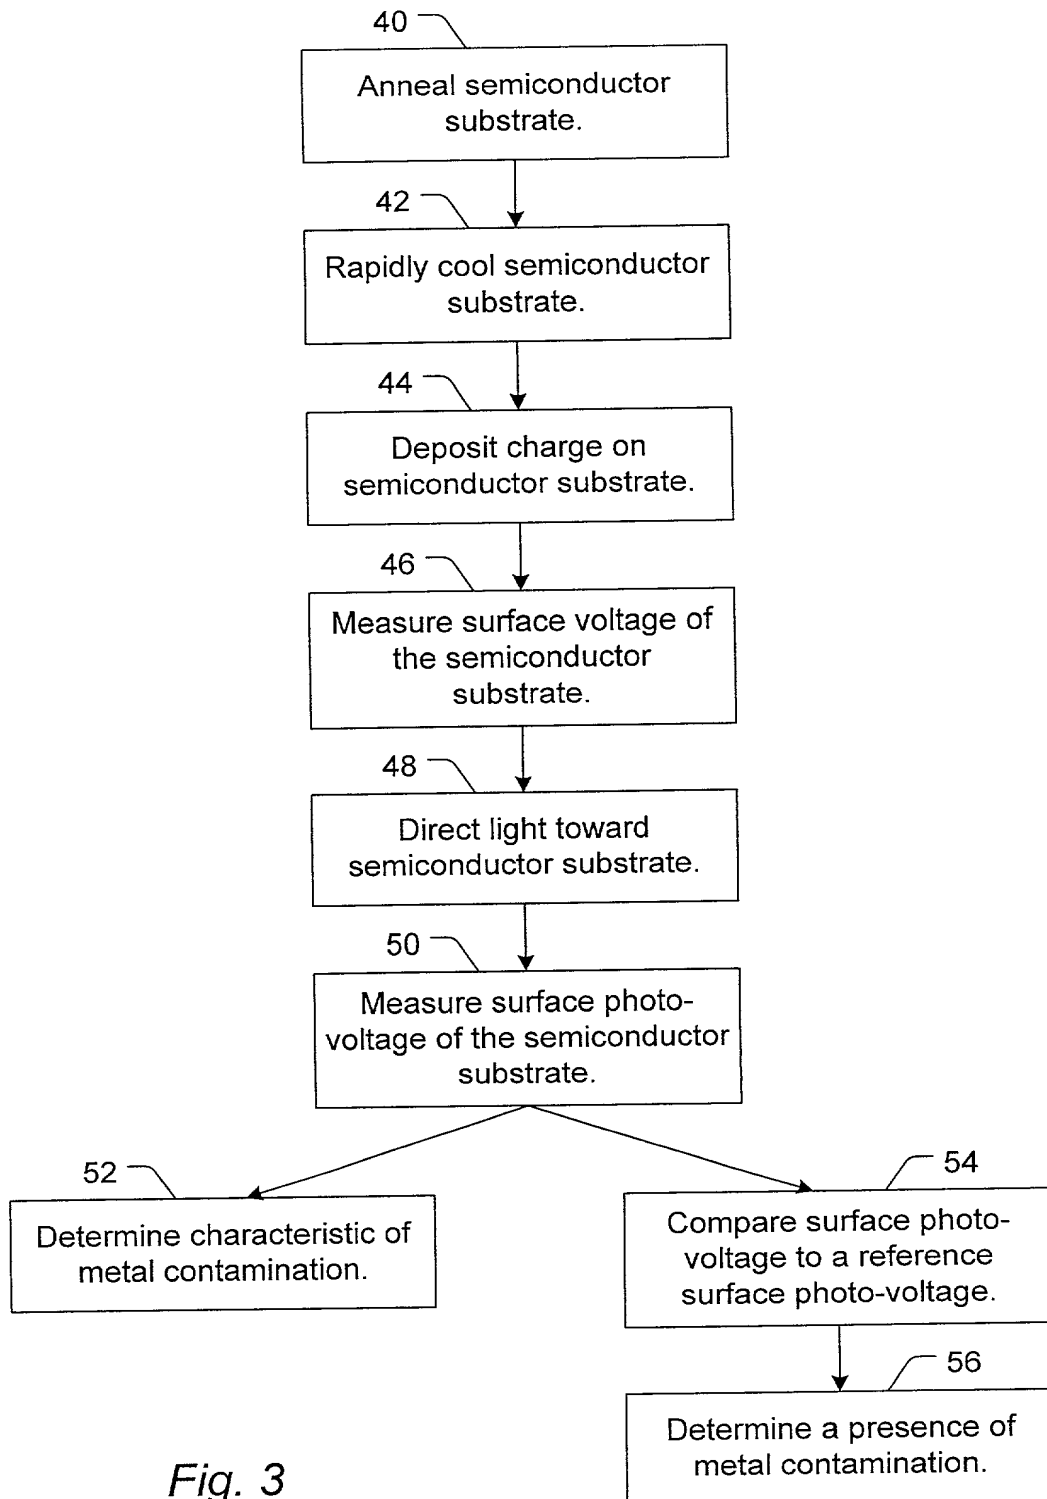 40
Anneal semiconductor
substrate.
42
Rapidly cool semiconductor
substrate.
44
Deposit charge on
semiconductor substrate.
46
Measure surface voltage of
the semiconductor
substrate.
48
Direct light toward
semiconductor substrate.
50
Measure surface photo-
voltage of the semiconductor
substrate.
52
Determine characteristic of
metal contamination.
54
Compare surface photo-
voltage to a reference
surface photo-voltage.
56
Determine a presence of
metal contamination.
Fig. 3